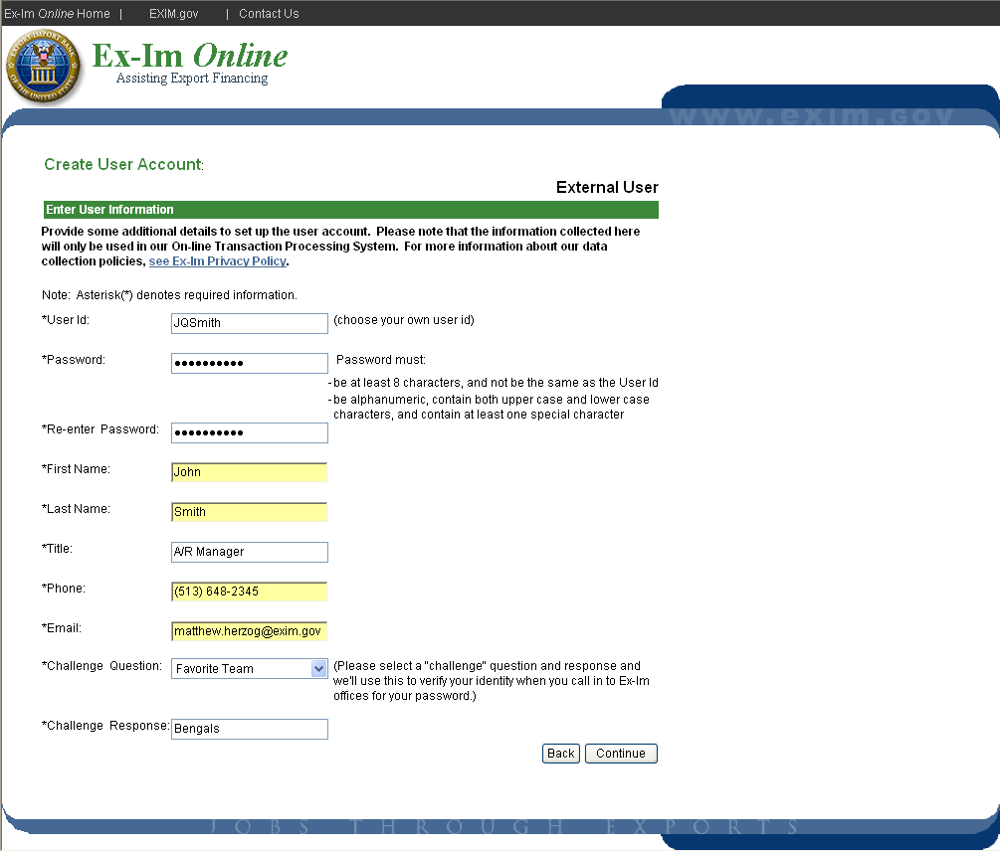 Ex-Im Online Home | EXIM.gov | Contact Us
EXPORT-IMPORT BANK
OF THE UNITED STATES
Ex-Im Online
Assisting Export Financing
www.exim.gov
Create User Account:
External User
Enter User Information
Provide some additional details to set up the user account. Please note that the information collected here
will only be used in our On-line Transaction Processing System. For more information about our data
collection policies, see Ex-Im Privacy Policy.
Note: Asterisk(*) denotes required information.
*User Id: JQSmith (choose your own user id)
*Password: ●●●●●●●●●● Password must:
- be at least 8 characters, and not be the same as the User Id
- be alphanumeric, contain both upper case and lower case
characters, and contain at least one special character
*Re-enter Password: ●●●●●●●●●●
*First Name: John
*Last Name: Smith
*Title: A/R Manager
*Phone: (513) 648-2345
*Email: matthew.herzog@exim.gov
*Challenge Question: Favorite Team (Please select a "challenge" question and response and
we'll use this to verify your identity when you call in to Ex-Im
offices for your password.)
*Challenge Response: Bengals
Back Continue
JOBS THROUGH EXPORTS